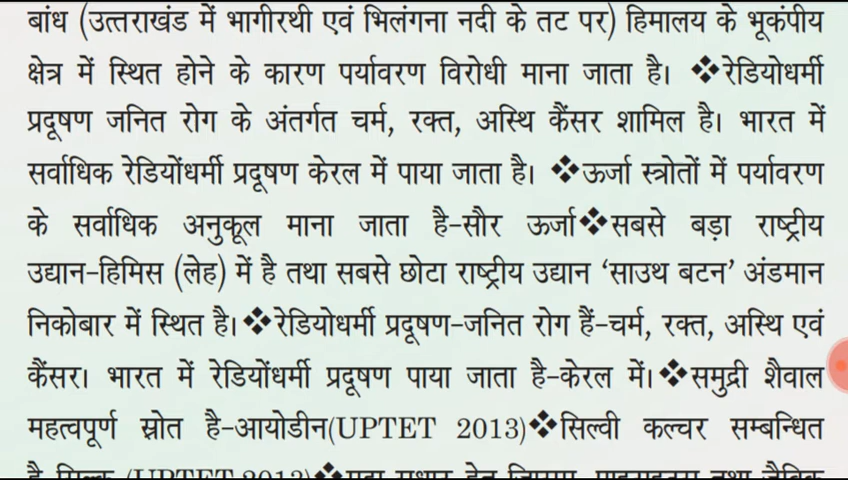 बांध (उत्तराखंड में भागीरथी एवं भिलंगना नदी के तट पर) हिमालय के भूकंपीय
क्षेत्र में स्थित होने के कारण पर्यावरण विरोधी माना जाता है। ❖रेडियोधर्मी
प्रदूषण जनित रोग के अंतर्गत चर्म, रक्त, अस्थि कैंसर शामिल है। भारत में
सर्वाधिक रेडियोंधर्मी प्रदूषण केरल में पाया जाता है। ❖ऊर्जा स्त्रोतों में पर्यावरण
के सर्वाधिक अनुकूल माना जाता है-सौर ऊर्जा❖सबसे बड़ा राष्ट्रीय
उद्यान-हिमिस (लेह) में है तथा सबसे छोटा राष्ट्रीय उद्यान ‘साउथ बटन’ अंडमान
निकोबार में स्थित है।❖रेडियोधर्मी प्रदूषण-जनित रोग हैं-चर्म, रक्त, अस्थि एवं
कैंसर। भारत में रेडियोंधर्मी प्रदूषण पाया जाता है-केरल में।❖समुद्री शैवाल
महत्वपूर्ण स्रोत है-आयोडीन(UPTET 2013)❖सिल्वी कल्चर सम्बन्धित